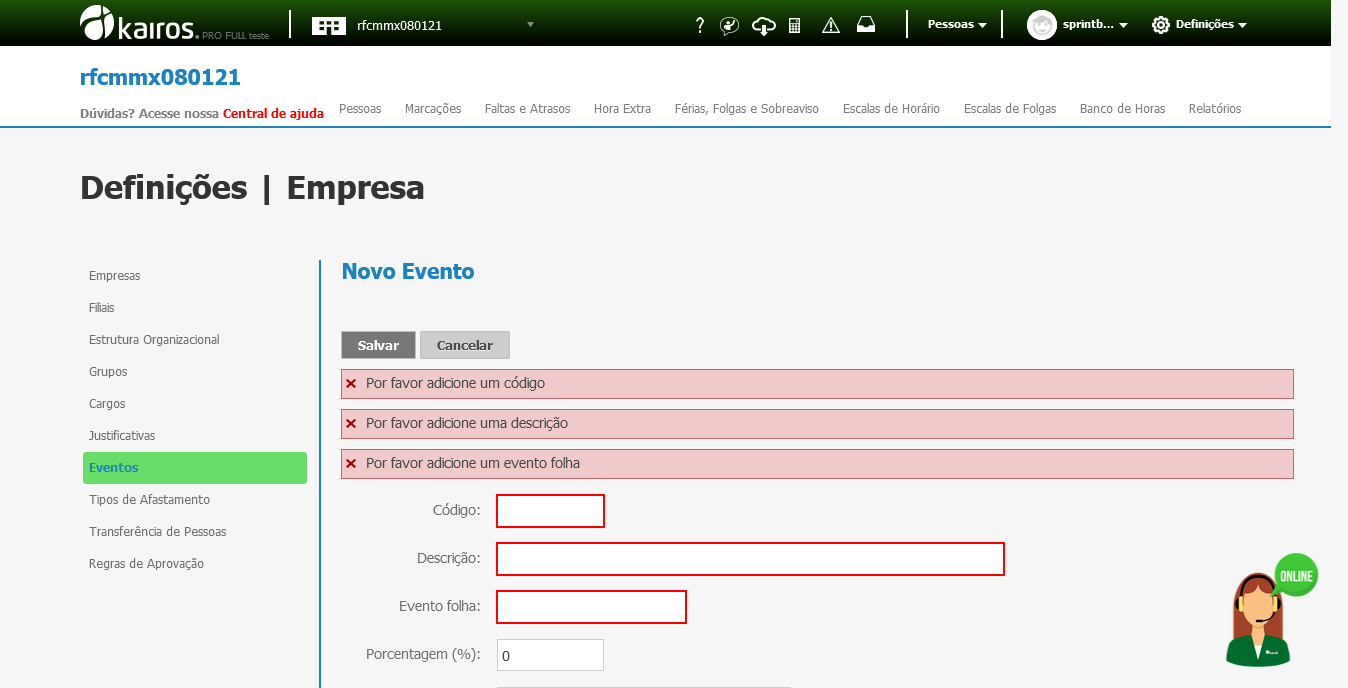 kairos. PRO FULL teste
rfcmmx080121
?
Pessoas
sprintb...
Definições
rfcmmx080121
Dúvidas? Acesse nossa Central de ajuda
Pessoas
Marcações
Faltas e Atrasos
Hora Extra
Férias, Folgas e Sobreaviso
Escalas de Horário
Escalas de Folgas
Banco de Horas
Relatórios
Definições | Empresa
Empresas
Filiais
Estrutura Organizacional
Grupos
Cargos
Justificativas
Eventos
Tipos de Afastamento
Transferência de Pessoas
Regras de Aprovação
Novo Evento
Salvar
Cancelar
Por favor adicione um código
Por favor adicione uma descrição
Por favor adicione um evento folha
Código:
Descrição:
Evento folha:
Porcentagem (%): 0
ONLINE